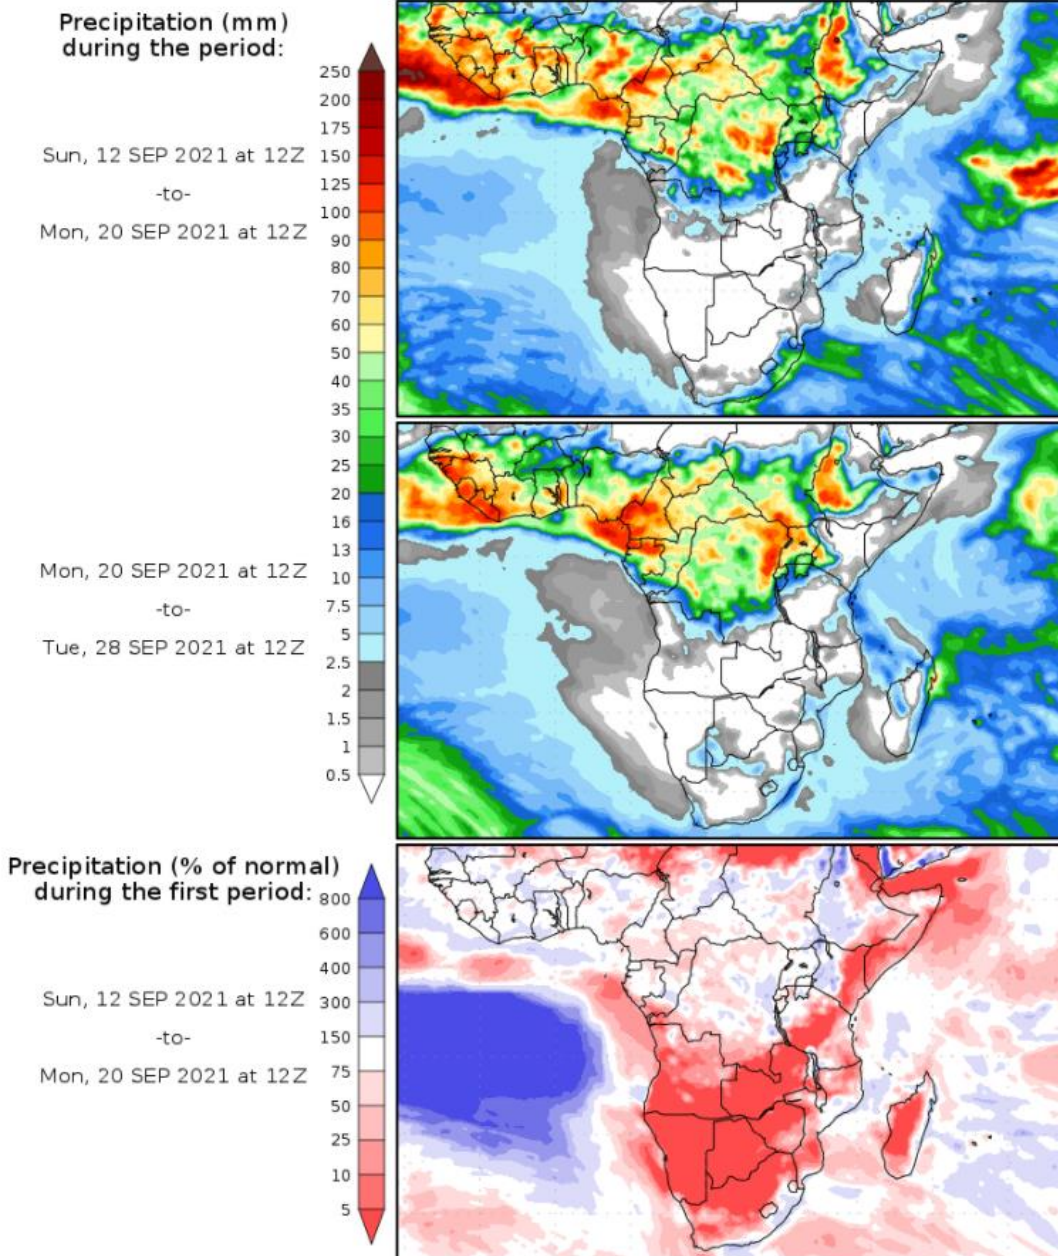 Precipitation (mm)
during the period:
250
200
175
150
125
100
90
80
70
60
50
40
35
30
25
20
16
13
10
7.5
5
2.5
2
1.5
1
0.5
Sun, 12 SEP 2021 at 12Z
-to-
Mon, 20 SEP 2021 at 12Z
Mon, 20 SEP 2021 at 12Z
-to-
Tue, 28 SEP 2021 at 12Z
Precipitation (% of normal)
during the first period:
800
600
400
300
150
75
50
25
10
5
Sun, 12 SEP 2021 at 12Z
-to-
Mon, 20 SEP 2021 at 12Z